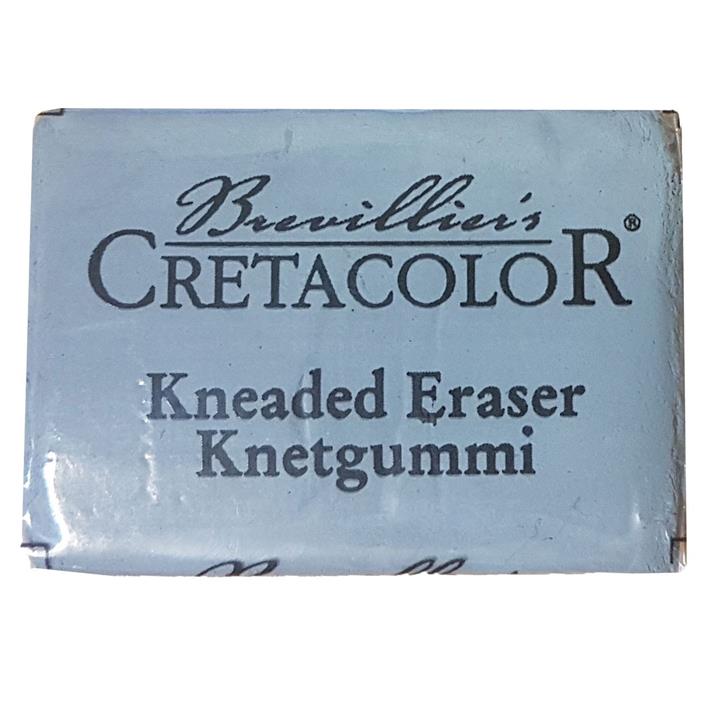 Brevillier's
CRETACOLOR®
Kneaded Eraser
Knetgummi